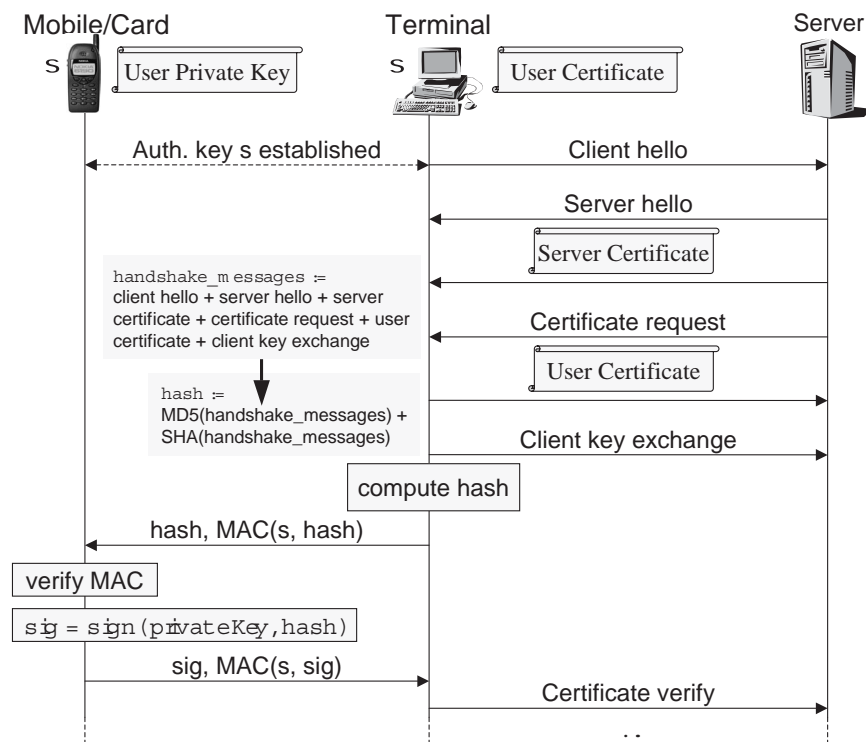 Mobile/Card
Terminal
Server
s
User Private Key
s
User Certificate
Auth. key s established
Client hello
Server hello
Server Certificate
handshake_messages :=
client hello + server hello + server
certificate + certificate request + user
certificate + client key exchange
Certificate request
User Certificate
hash :=
MD5(handshake_messages) +
SHA(handshake_messages)
Client key exchange
compute hash
hash, MAC(s, hash)
verify MAC
sig = sign(privateKey,hash)
sig, MAC(s, sig)
Certificate verify